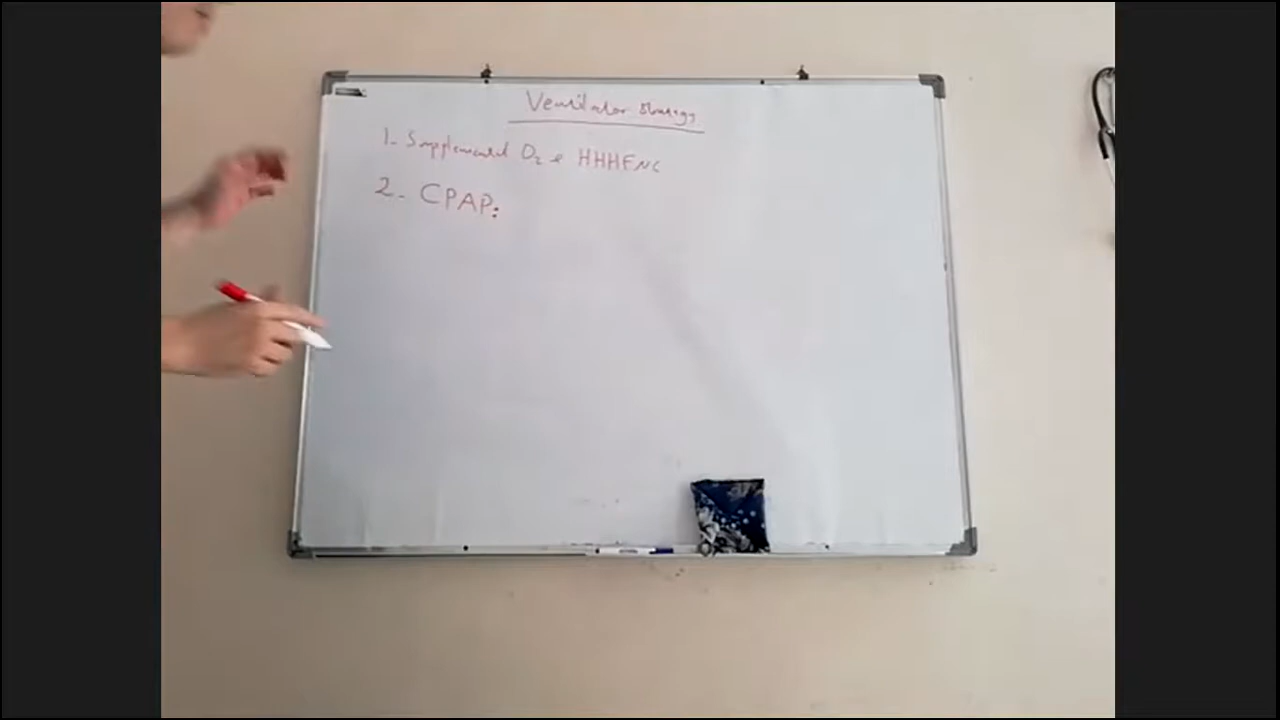 Ventilator Strategy
1- Supplemental O2 e HHHFNC
2- CPAP: